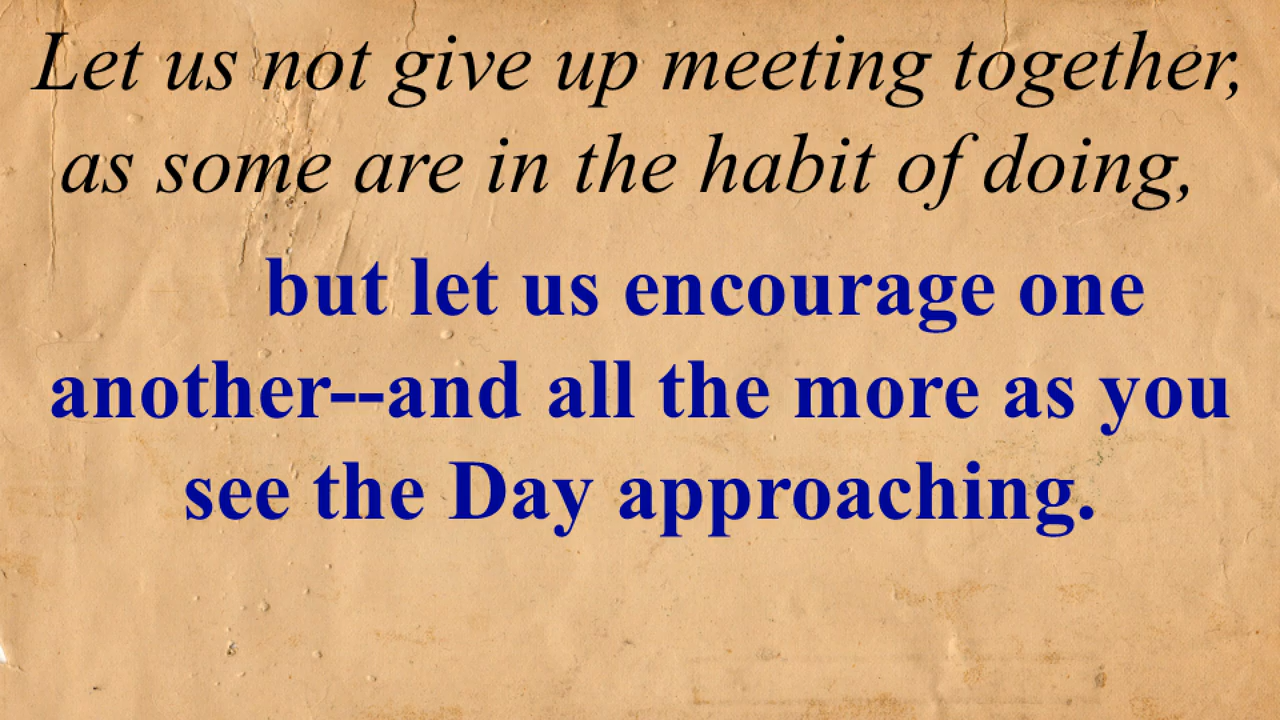 Let us not give up meeting together,
as some are in the habit of doing,
but let us encourage one
another--and all the more as you
see the Day approaching.